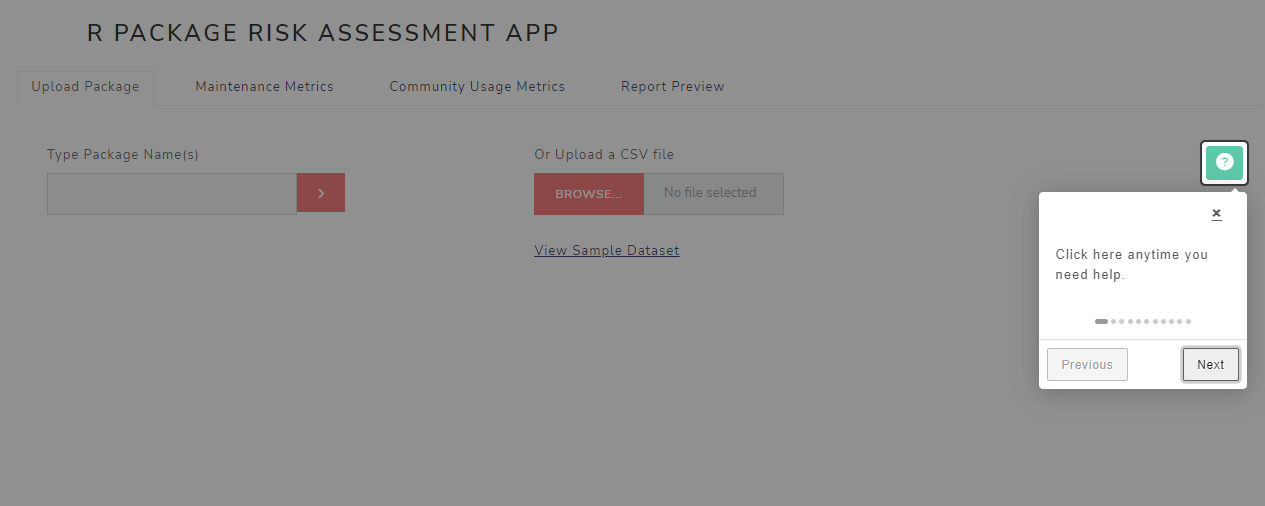 R PACKAGE RISK ASSESSMENT APP
Upload Package
Maintenance Metrics
Community Usage Metrics
Report Preview
Type Package Name(s)
Or Upload a CSV file
BROWSE...
No file selected
View Sample Dataset
?
×
Click here anytime you
need help.
Previous
Next